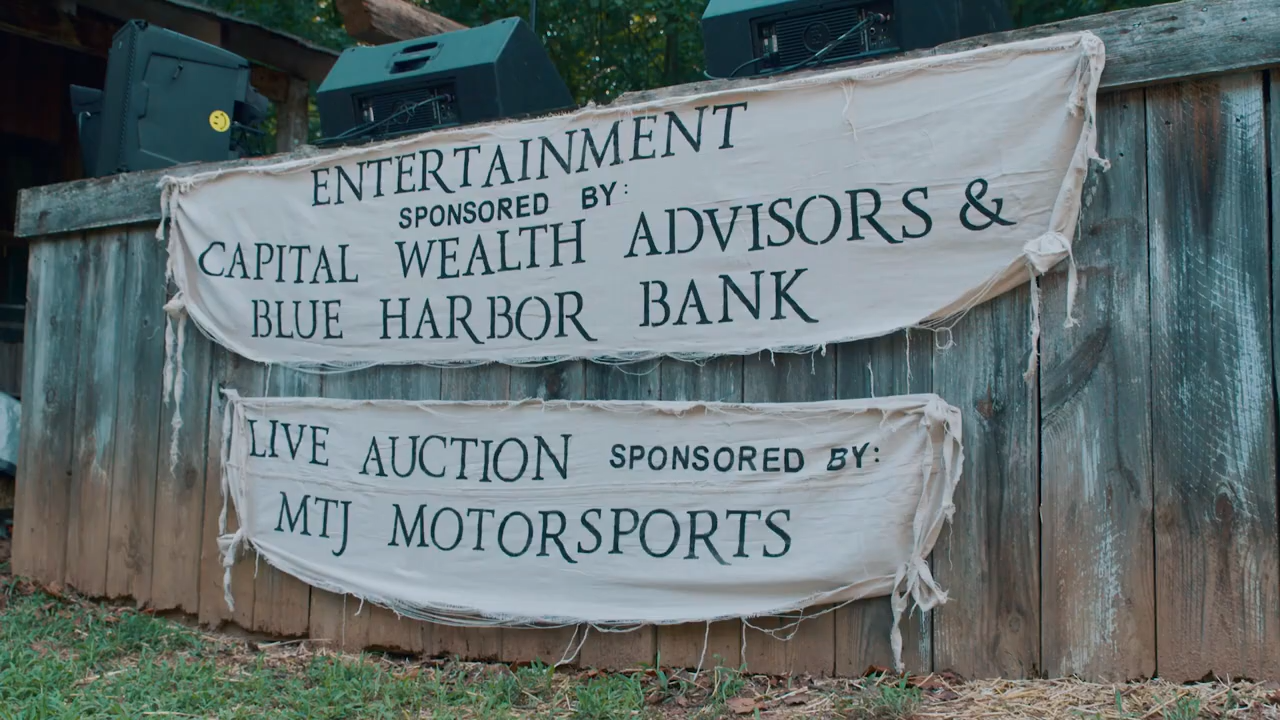 ENTERTAINMENT
SPONSORED BY:
CAPITAL WEALTH ADVISORS &
BLUE HARBOR BANK
LIVE AUCTION SPONSORED BY:
MTJ MOTORSPORTS